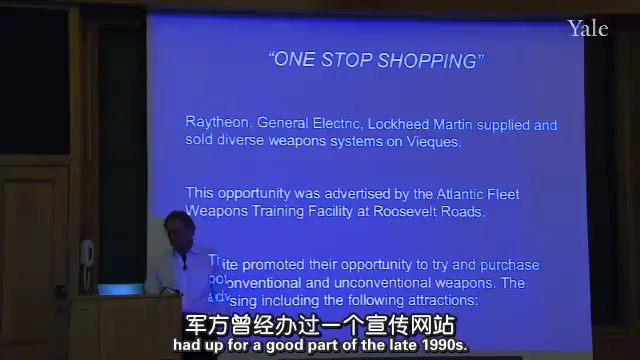 Yale
“ONE STOP SHOPPING”
Raytheon, General Electric, Lockheed Martin supplied and
sold diverse weapons systems on Vieques.
This opportunity was advertised by the Atlantic Fleet
Weapons Training Facility at Roosevelt Roads.
promoted their opportunity to try and purchase
conventional and unconventional weapons. The
including the following attractions:
军方曾经办过一个宣传网站
had up for a good part of the late 1990s.